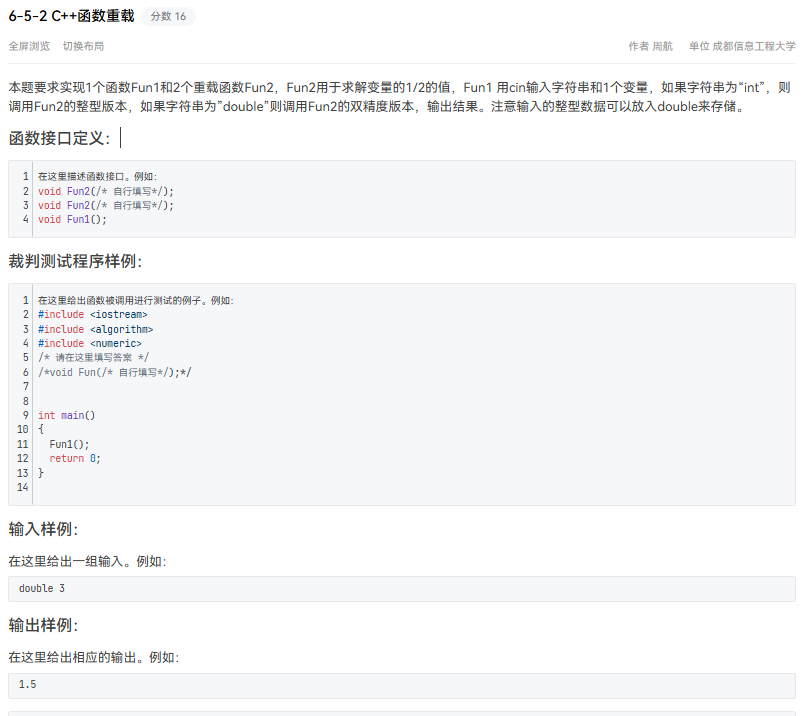 6-5-2 C++函数重载 分数 16
全屏浏览 切换布局 作者 周航 单位 成都信息工程大学
本题要求实现1个函数Fun1和2个重载函数Fun2，Fun2用于求解变量的1/2的值，Fun1 用cin输入字符串和1个变量，如果字符串为“int”，则
调用Fun2的整型版本，如果字符串为”double”则调用Fun2的双精度版本，输出结果。注意输入的整型数据可以放入double来存储。
函数接口定义：
1 在这里描述函数接口。例如：
2 void Fun2(/* 自行填写*/);
3 void Fun2(/* 自行填写*/);
4 void Fun1();
裁判测试程序样例：
1 在这里给出函数被调用进行测试的例子。例如：
2 #include <iostream>
3 #include <algorithm>
4 #include <numeric>
5 /* 请在这里填写答案 */
6 /*void Fun(/* 自行填写*/);*/
7
8
9 int main()
10 {
11 Fun1();
12 return 0;
13 }
14
输入样例：
在这里给出一组输入。例如：
double 3
输出样例：
在这里给出相应的输出。例如：
1.5